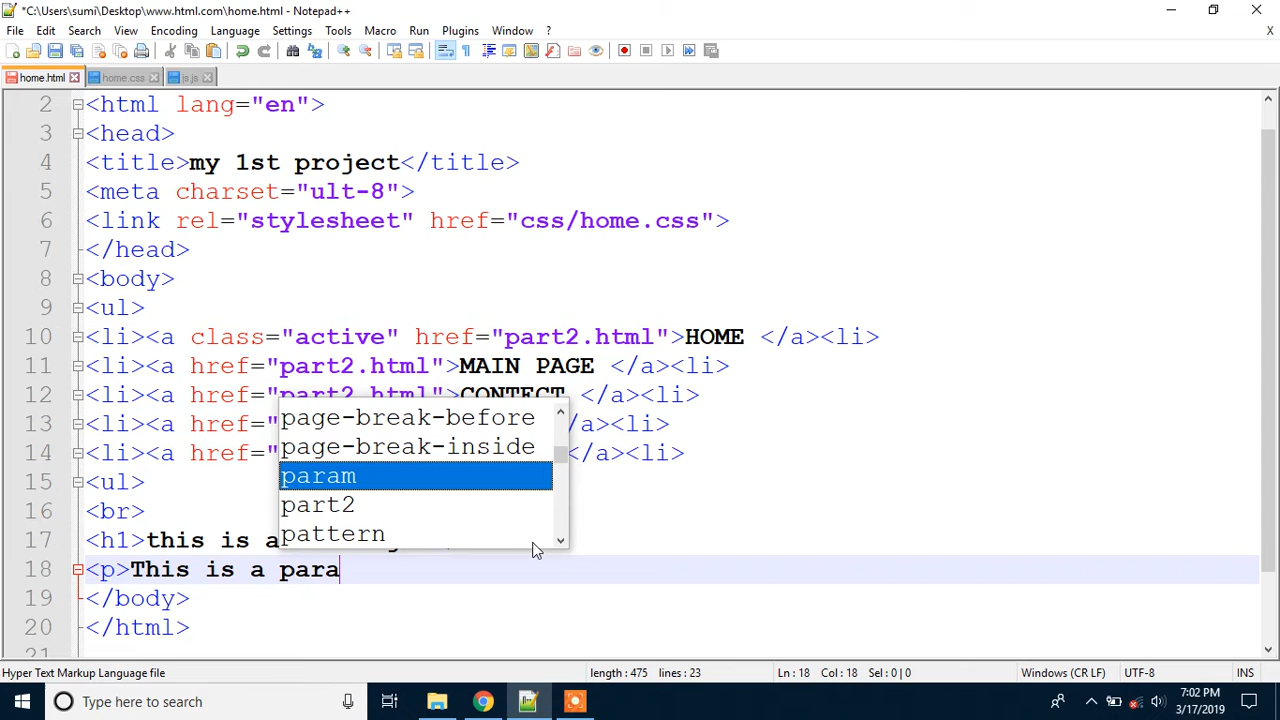 *C:\Users\sumi\Desktop\www.html.com\home.html - Notepad++
File Edit Search View Encoding Language Settings Tools Macro Run Plugins Window ? X
home.html home.css js.js
2 <html lang="en">
3 <head>
4 <title>my 1st project</title>
5 <meta charset="ult-8">
6 <link rel="stylesheet" href="css/home.css">
7 </head>
8 <body>
9 <ul>
10 <li><a class="active" href="part2.html">HOME </a><li>
11 <li><a href="part2.html">MAIN PAGE </a><li>
12 <li><a href="part2.html">CONTECT </a><li>
13 <li><a href= /a><li>
14 <li><a href= </a><li>
page-break-before
page-break-inside
param
part2
pattern
15 <ul>
16 <br>
17 <h1>this is a
18 <p>This is a para
19 </body>
20 </html>
21
Hyper Text Markup Language file length : 475 lines : 23 Ln : 18 Col : 18 Sel : 0 | 0 Windows (CR LF) UTF-8 INS
Type here to search
7:02 PM
3/17/2019